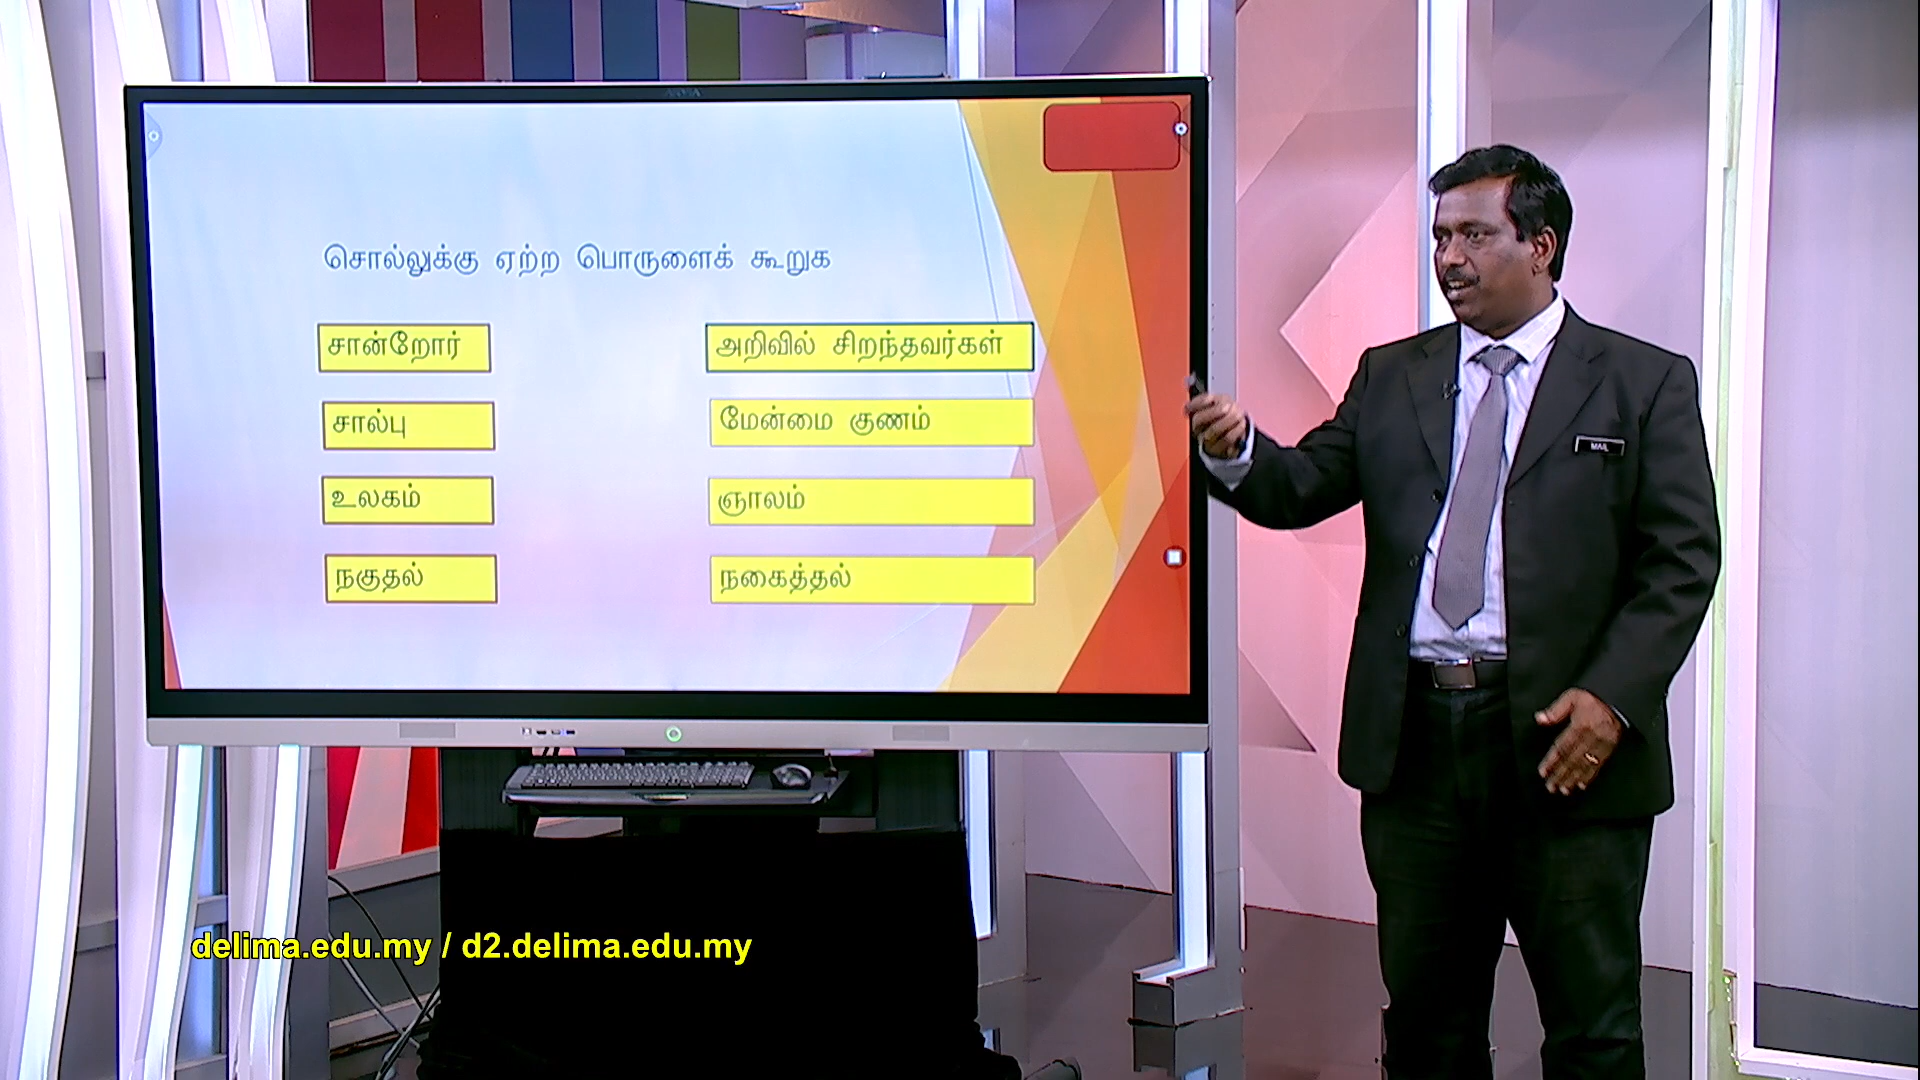 சொல்லுக்கு ஏற்ற பொருளைக் கூறுக
சான்றோர் அறிவில் சிறந்தவர்கள்
சால்பு மேன்மை குணம்
உலகம் ஞாலம்
நகுதல் நகைத்தல்
delima.edu.my / d2.delima.edu.my